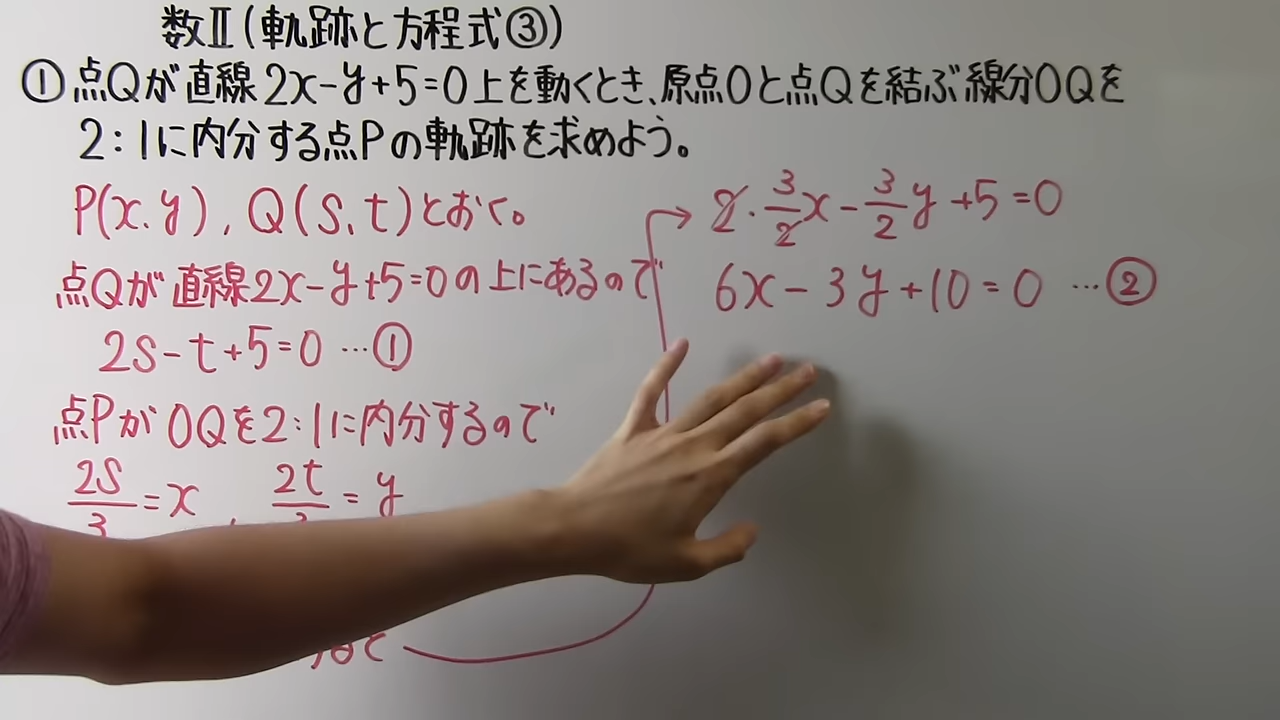 数Ⅱ(軌跡と方程式③)
①点Qが直線2x-y+5=0上を動くとき、原点Oと点Qを結ぶ線分OQを
2:1に内分する点Pの軌跡を求めよう。
P(x,y), Q(s,t)とおく。
点Qが直線2x-y+5=0の上にあるので
2s-t+5=0 …①
点PがOQを2:1に内分するので
2s/3=x, 2t/3=y
ると
2・3/2x-3/2y+5=0
6x-3y+10=0 …②